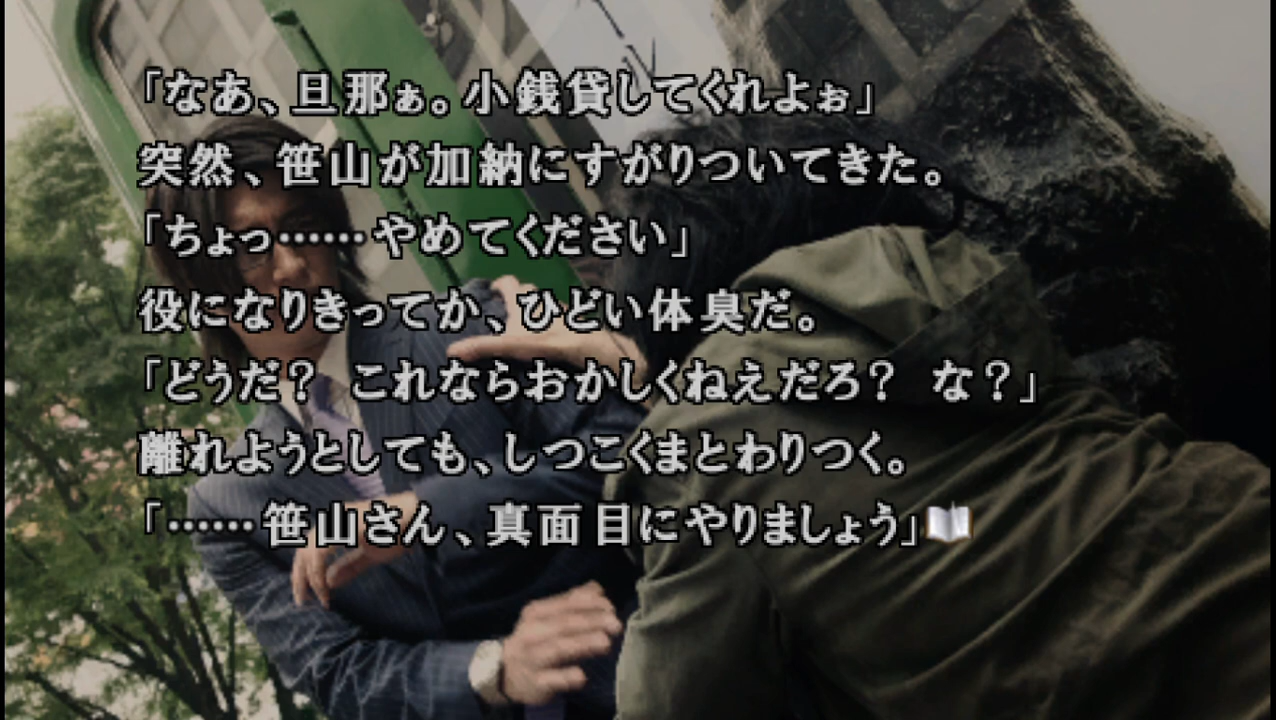 「なあ、旦那ぁ。小銭貸してくれよぉ」
突然、笹山が加納にすがりついてきた。
「ちょっ……やめてください」
役になりきってか、ひどい体臭だ。
「どうだ？　これならおかしくねえだろ？　な？」
離れようとしても、しつこくまとわりつく。
「……笹山さん、真面目にやりましょう」